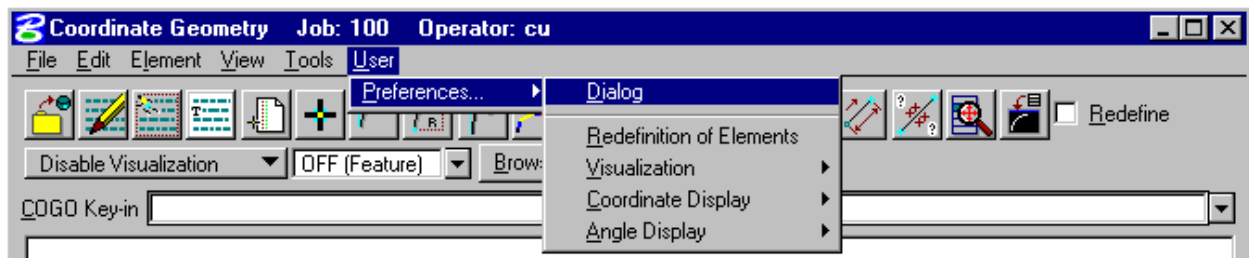 Coordinate Geometry Job: 100 Operator: cu
File Edit Element View Tools User
Preferences... Dialog
Redefine
Redefinition of Elements
Disable Visualization OFF (Feature) Brow
Visualization
COGO Key-in Coordinate Display
Angle Display